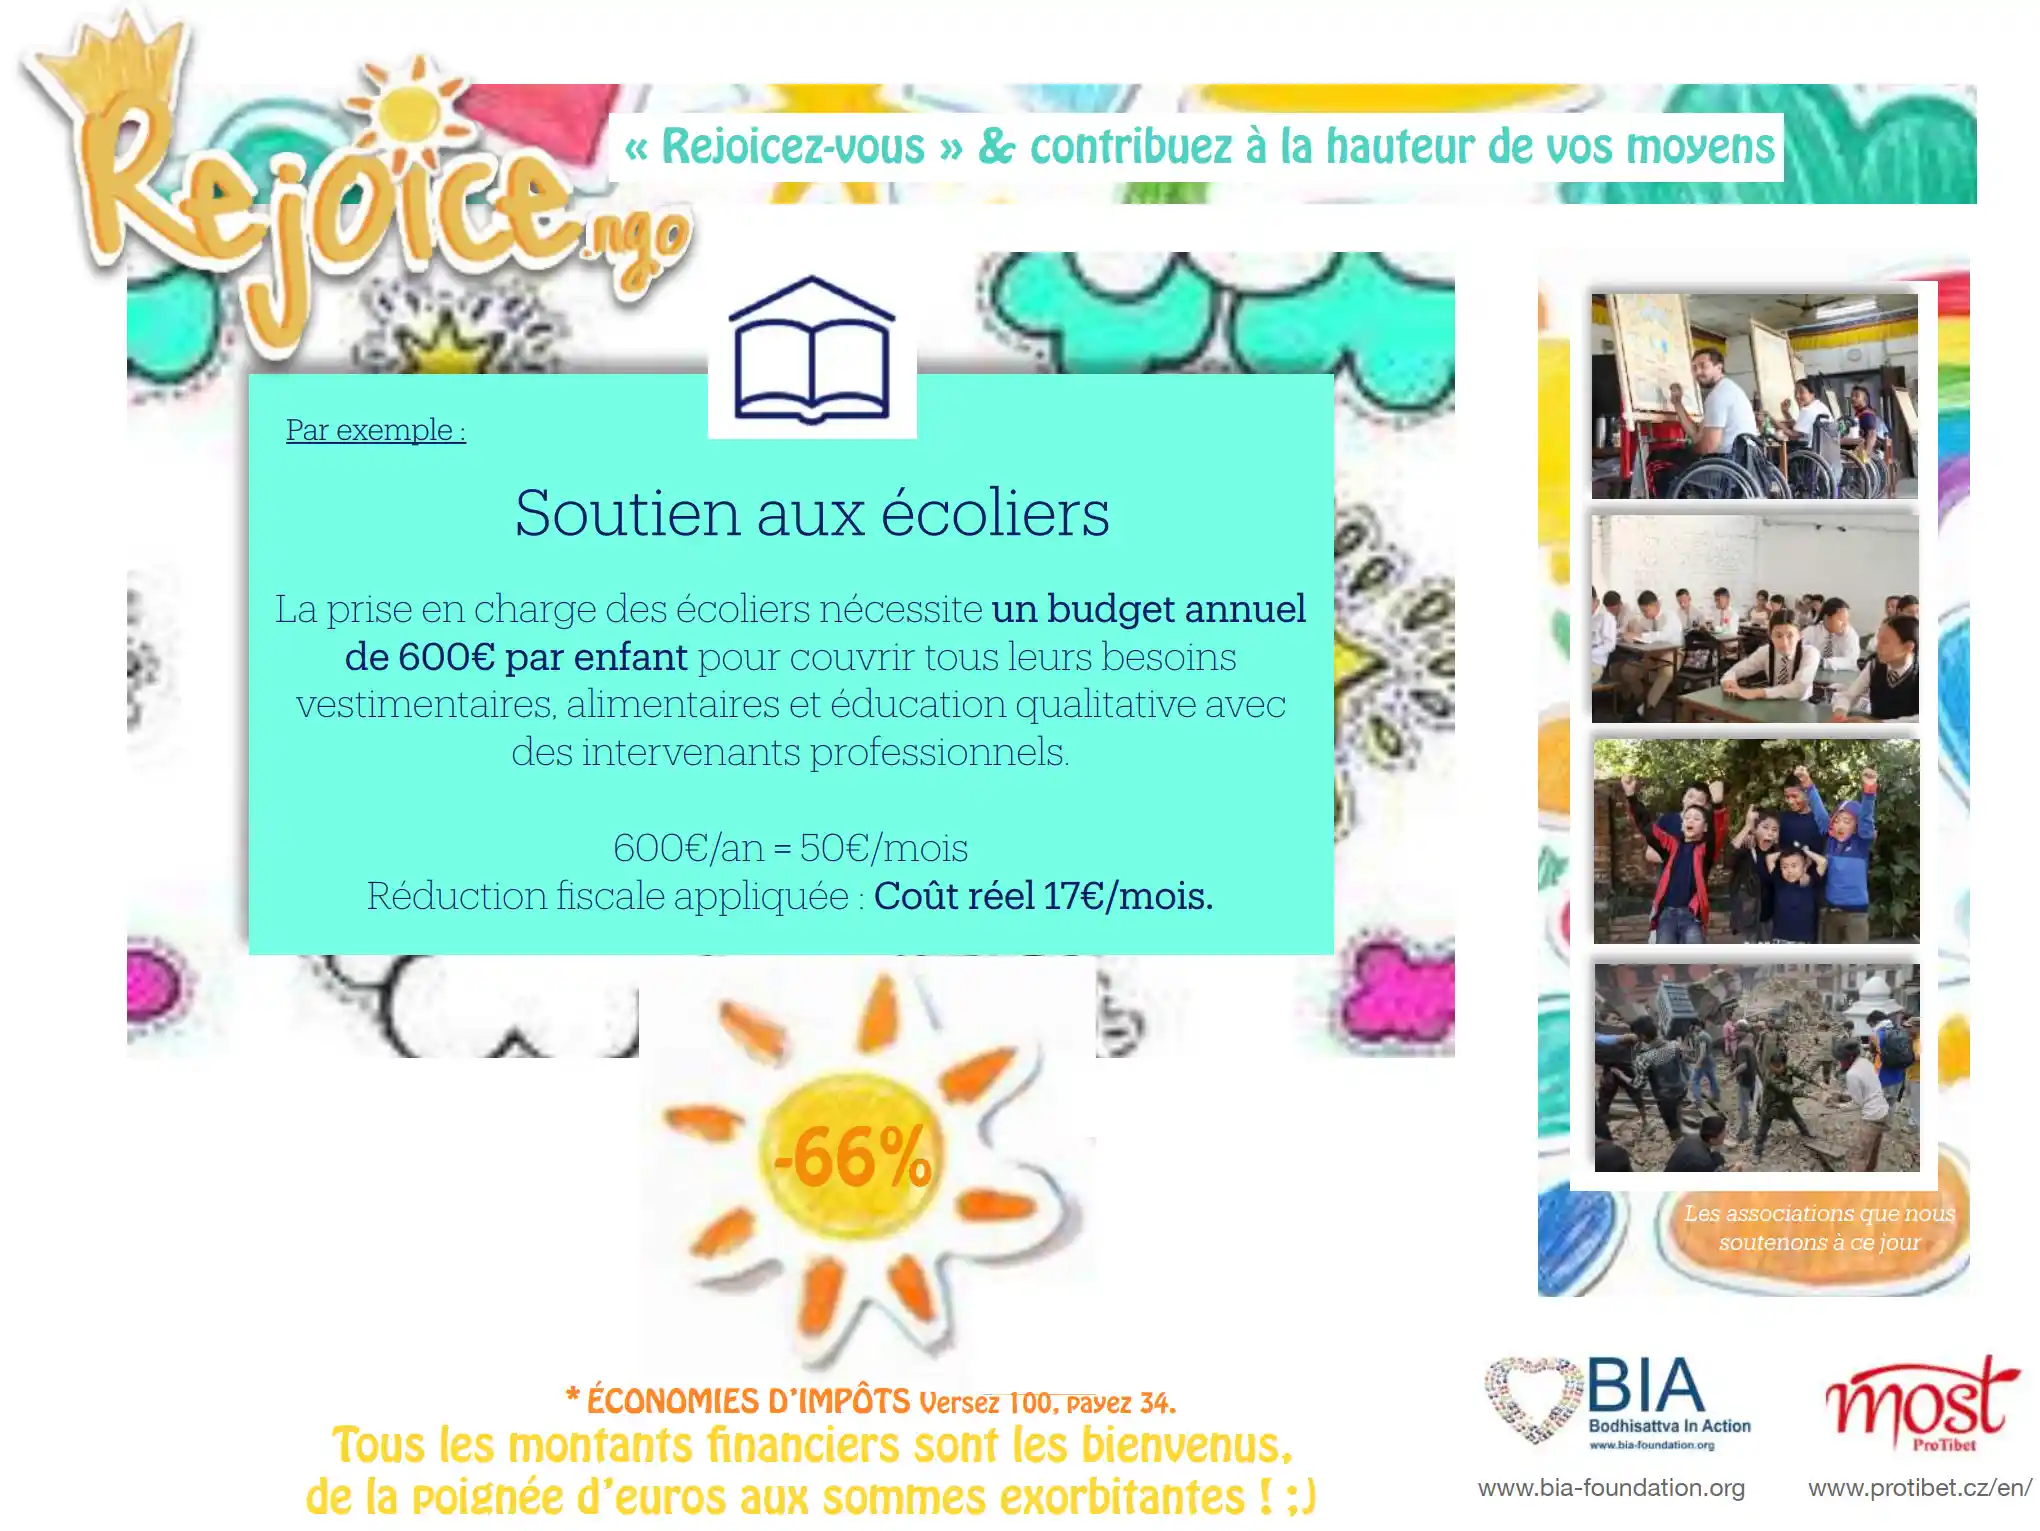 Rejoice.ngo
« Rejoicez-vous » & contribuez à la hauteur de vos moyens
Par exemple :
Soutien aux écoliers
La prise en charge des écoliers nécessite un budget annuel
de 600€ par enfant pour couvrir tous leurs besoins
vestimentaires, alimentaires et éducation qualitative avec
des intervenants professionnels.
600€/an = 50€/mois
Réduction fiscale appliquée : Coût réel 17€/mois.
-66%
* ÉCONOMIES D'IMPÔTS Versez 100, payez 34.
Tous les montants financiers sont les bienvenus,
de la poignée d'euros aux sommes exorbitantes ! ;)
Les associations que nous
soutenons à ce jour
BIA
Bodhisattva In Action
www.bia-foundation.org
www.bia-foundation.org
most
ProTibet
www.protibet.cz/en/